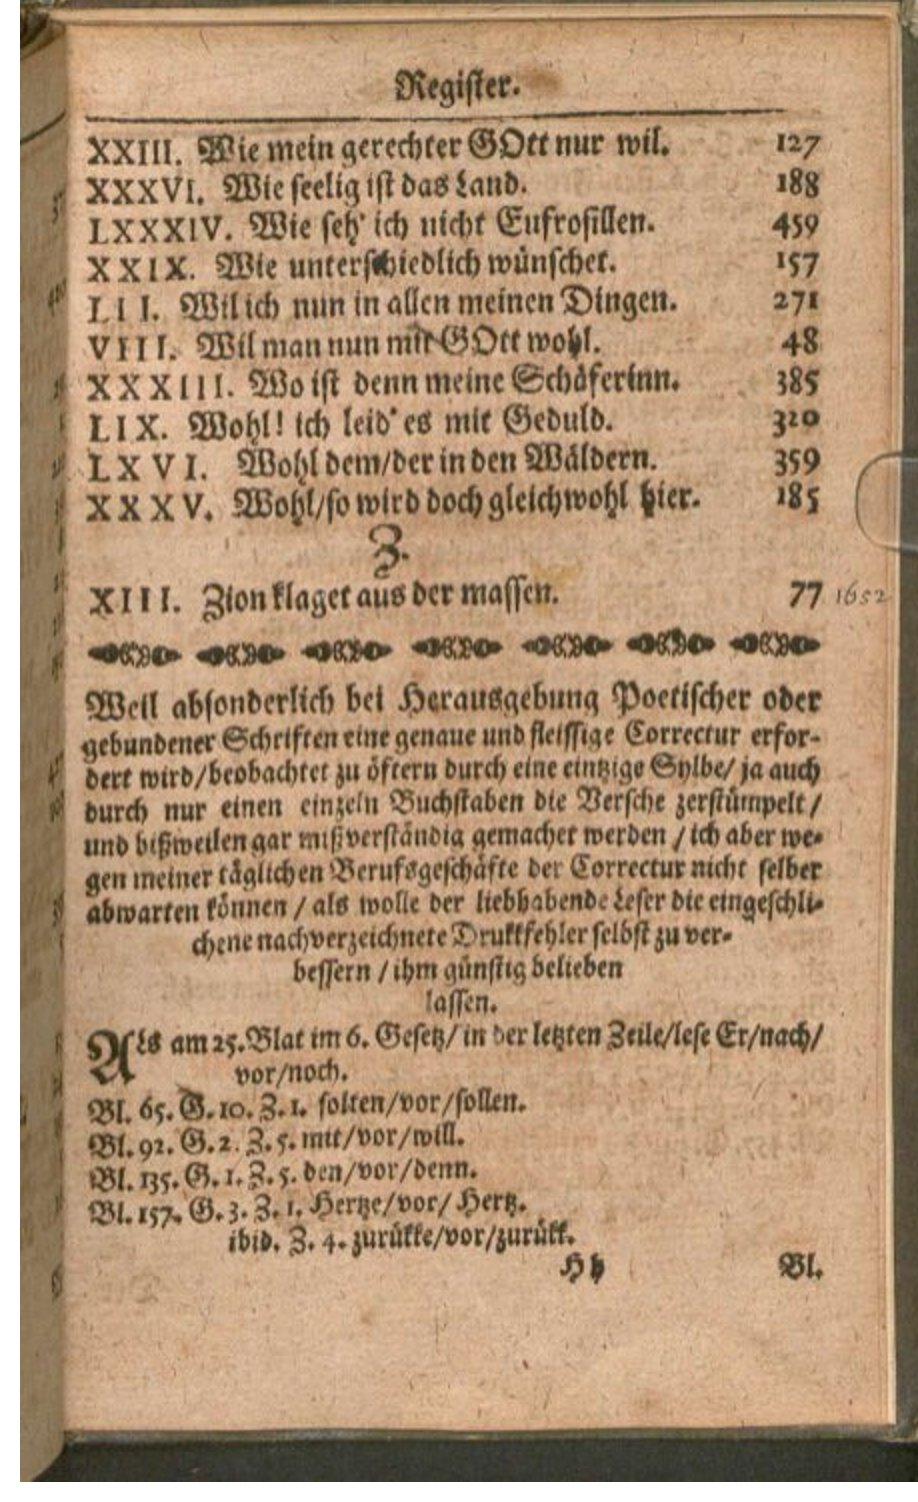 Register.
XXIII. Wie mein gerechter GOtt nur wil. 127
XXXVI. Wie seelig ist das Land. 188
LXXXIV. Wie seh' ich nicht Eufrosillen. 459
XXIX. Wie unterschiedlich wünschet. 157
LII. Wil ich nun in allen meinen Dingen. 271
VIII. Wil man nun mit GOtt wohl. 48
XXXIII. Wo ist denn meine Schäferinn. 385
LIX. Wohl! ich leid' es mit Geduld. 320
LXVI. Wohl dem/der in den Wäldern. 359
XXXV. Wohl/so wird doch gleichwohl hier. 185
Z.
XIII. Zion klaget aus der massen. 77 1652
Weil absonderlich bei Herausgebung Poetischer oder
gebundener Schriften eine genaue und fleissige Correctur erfor-
dert wird/beobachtet zu öftern durch eine eintzige Sylbe/ ja auch
durch nur einen einzeln Buchstaben die Versche zerstümpelt/
und bißweilen gar mißverständig gemachet werden / ich aber we-
gen meiner täglichen Berufsgeschäfte der Correctur nicht selber
abwarten können / als wolle der liebhabende Leser die eingeschli-
chene nachverzeichnete Drukkfehler selbst zu ver-
bessern / ihm günstig belieben
lassen.
Als am 25. Blat im 6. Gesetz/ in der letzten Zeile/lese Er/nach/
vor/noch.
Bl. 65. G. 10. Z. 1. solten/vor/sollen.
Bl. 92. G. 2. Z. 5. mit/vor/will.
Bl. 135. G. 1. Z. 5. den/vor/denn.
Bl. 157. G. 3. Z. 1. Hertze/vor/ Hertz.
ibid. Z. 4. zurükke/vor/zurükk.
Hh Bl.